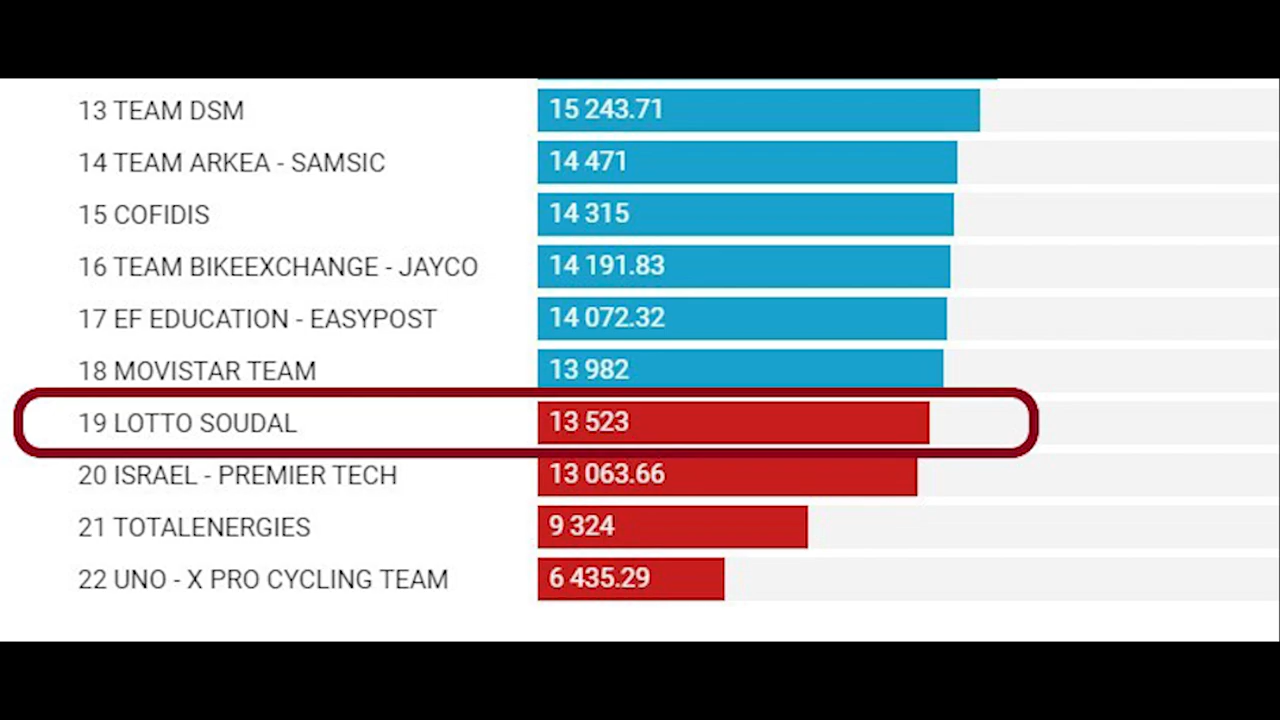 13 TEAM DSM 15 243.71
14 TEAM ARKEA - SAMSIC 14 471
15 COFIDIS 14 315
16 TEAM BIKEEXCHANGE - JAYCO 14 191.83
17 EF EDUCATION - EASYPOST 14 072.32
18 MOVISTAR TEAM 13 982
19 LOTTO SOUDAL 13 523
20 ISRAEL - PREMIER TECH 13 063.66
21 TOTALENERGIES 9 324
22 UNO - X PRO CYCLING TEAM 6 435.29